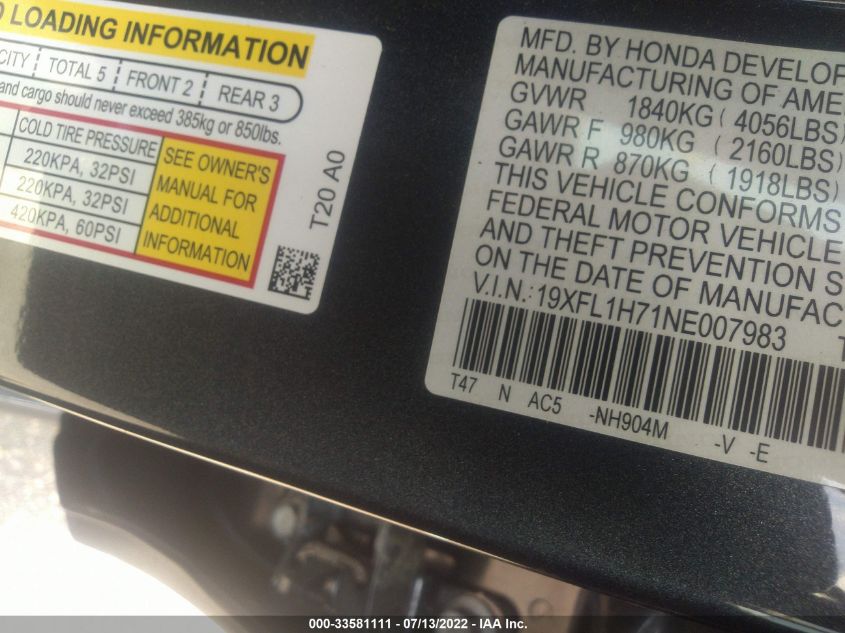 D LOADING INFORMATION
CITY TOTAL 5 FRONT 2 REAR 3
and cargo should never exceed 385kg or 850lbs.
COLD TIRE PRESSURE
220KPA, 32PSI
220KPA, 32PSI
420KPA, 60PSI
SEE OWNER'S
MANUAL FOR
ADDITIONAL
INFORMATION
T20 A0
MFD. BY HONDA DEVELOP
MANUFACTURING OF AME
GVWR 1840KG ( 4056LBS)
GAWR F 980KG ( 2160LBS)
GAWR R 870KG ( 1918LBS)
THIS VEHICLE CONFORMS
FEDERAL MOTOR VEHICLE
AND THEFT PREVENTION S
ON THE DATE OF MANUFAC
V.I.N.: 19XFL1H71NE007983 T
T47 N AC5 -NH904M -V -E
000-33581111 - 07/13/2022 - IAA Inc.